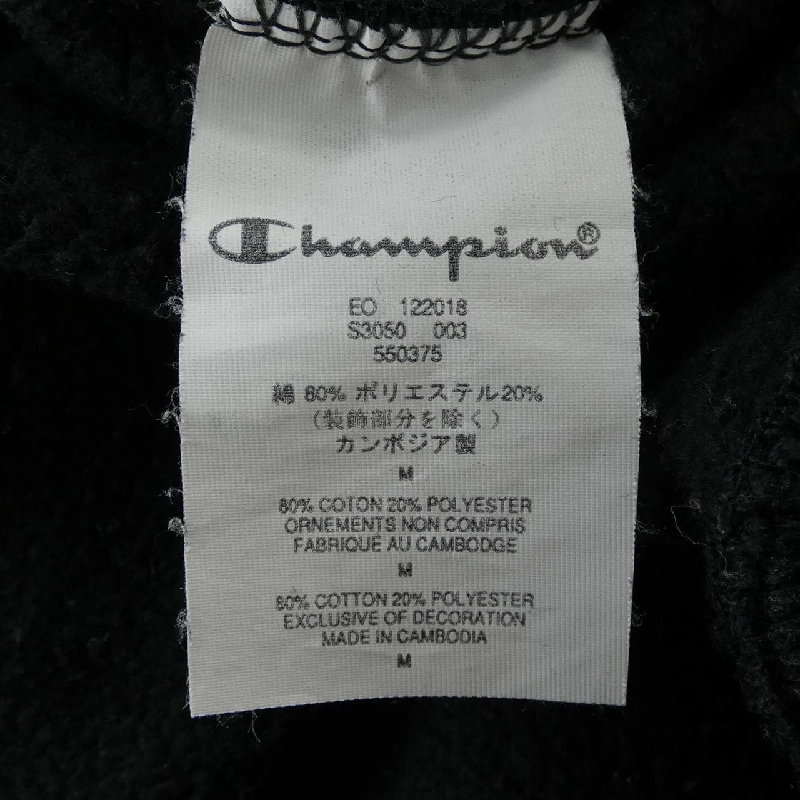 Champion®
EO 122018
S3050 003
550375
綿 80% ポリエステル20%
(装飾部分を除く)
カンボジア製
M
80% COTON 20% POLYESTER
ORNEMENTS NON COMPRIS
FABRIQUÉ AU CAMBODGE
M
80% COTTON 20% POLYESTER
EXCLUSIVE OF DECORATION
MADE IN CAMBODIA
M